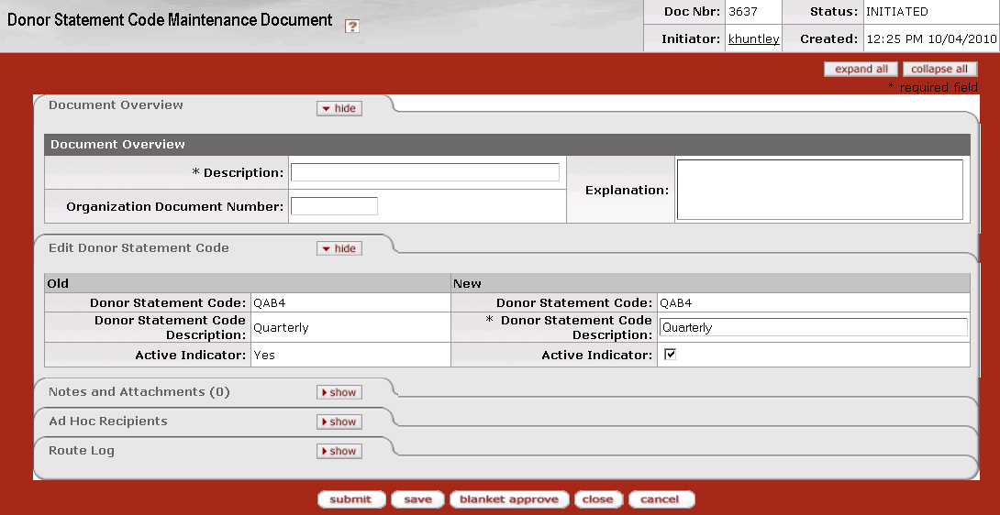 Donor Statement Code Maintenance Document ?
Doc Nbr: 3637 Status: INITIATED
Initiator: khuntley Created: 12:25 PM 10/04/2010
expand all collapse all
* required field
Document Overview hide
Document Overview
* Description:
Explanation:
Organization Document Number:
Edit Donor Statement Code hide
Old New
Donor Statement Code: QAB4 Donor Statement Code: QAB4
Donor Statement Code Description: Quarterly * Donor Statement Code Description: Quarterly
Active Indicator: Yes Active Indicator:
Notes and Attachments (0) show
Ad Hoc Recipients show
Route Log show
submit save blanket approve close cancel